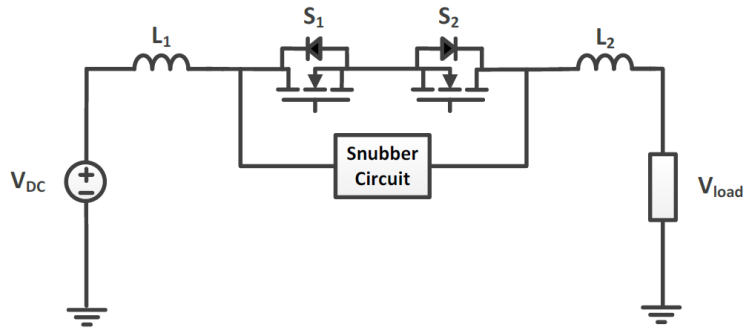 S1
S2
L1
L2
Snubber
Circuit
VDC
+
−
Vload